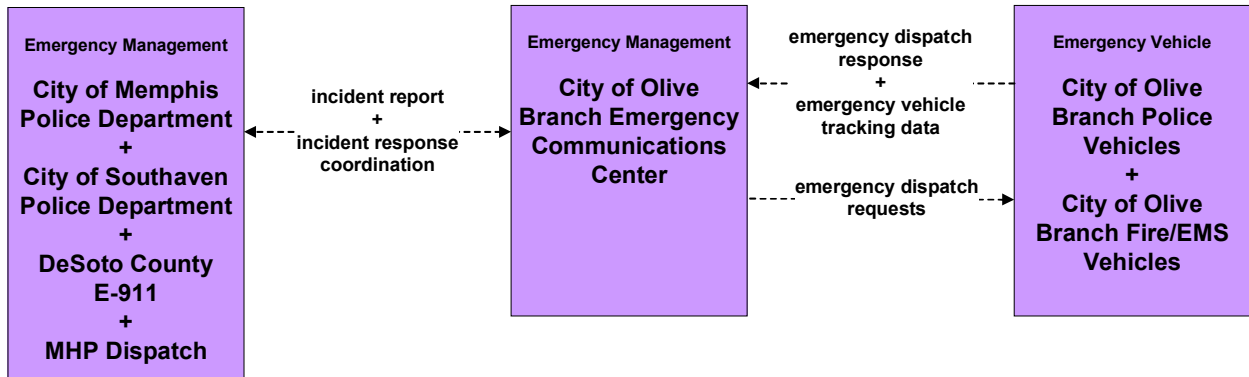 Emergency Management
City of Memphis
Police Department
+
City of Southaven
Police Department
+
DeSoto County
E-911
+
MHP Dispatch
incident report
+
incident response
coordination
Emergency Management
City of Olive
Branch Emergency
Communications
Center
emergency dispatch
response
+
emergency vehicle
tracking data
emergency dispatch
requests
Emergency Vehicle
City of Olive
Branch Police
Vehicles
+
City of Olive
Branch Fire/EMS
Vehicles